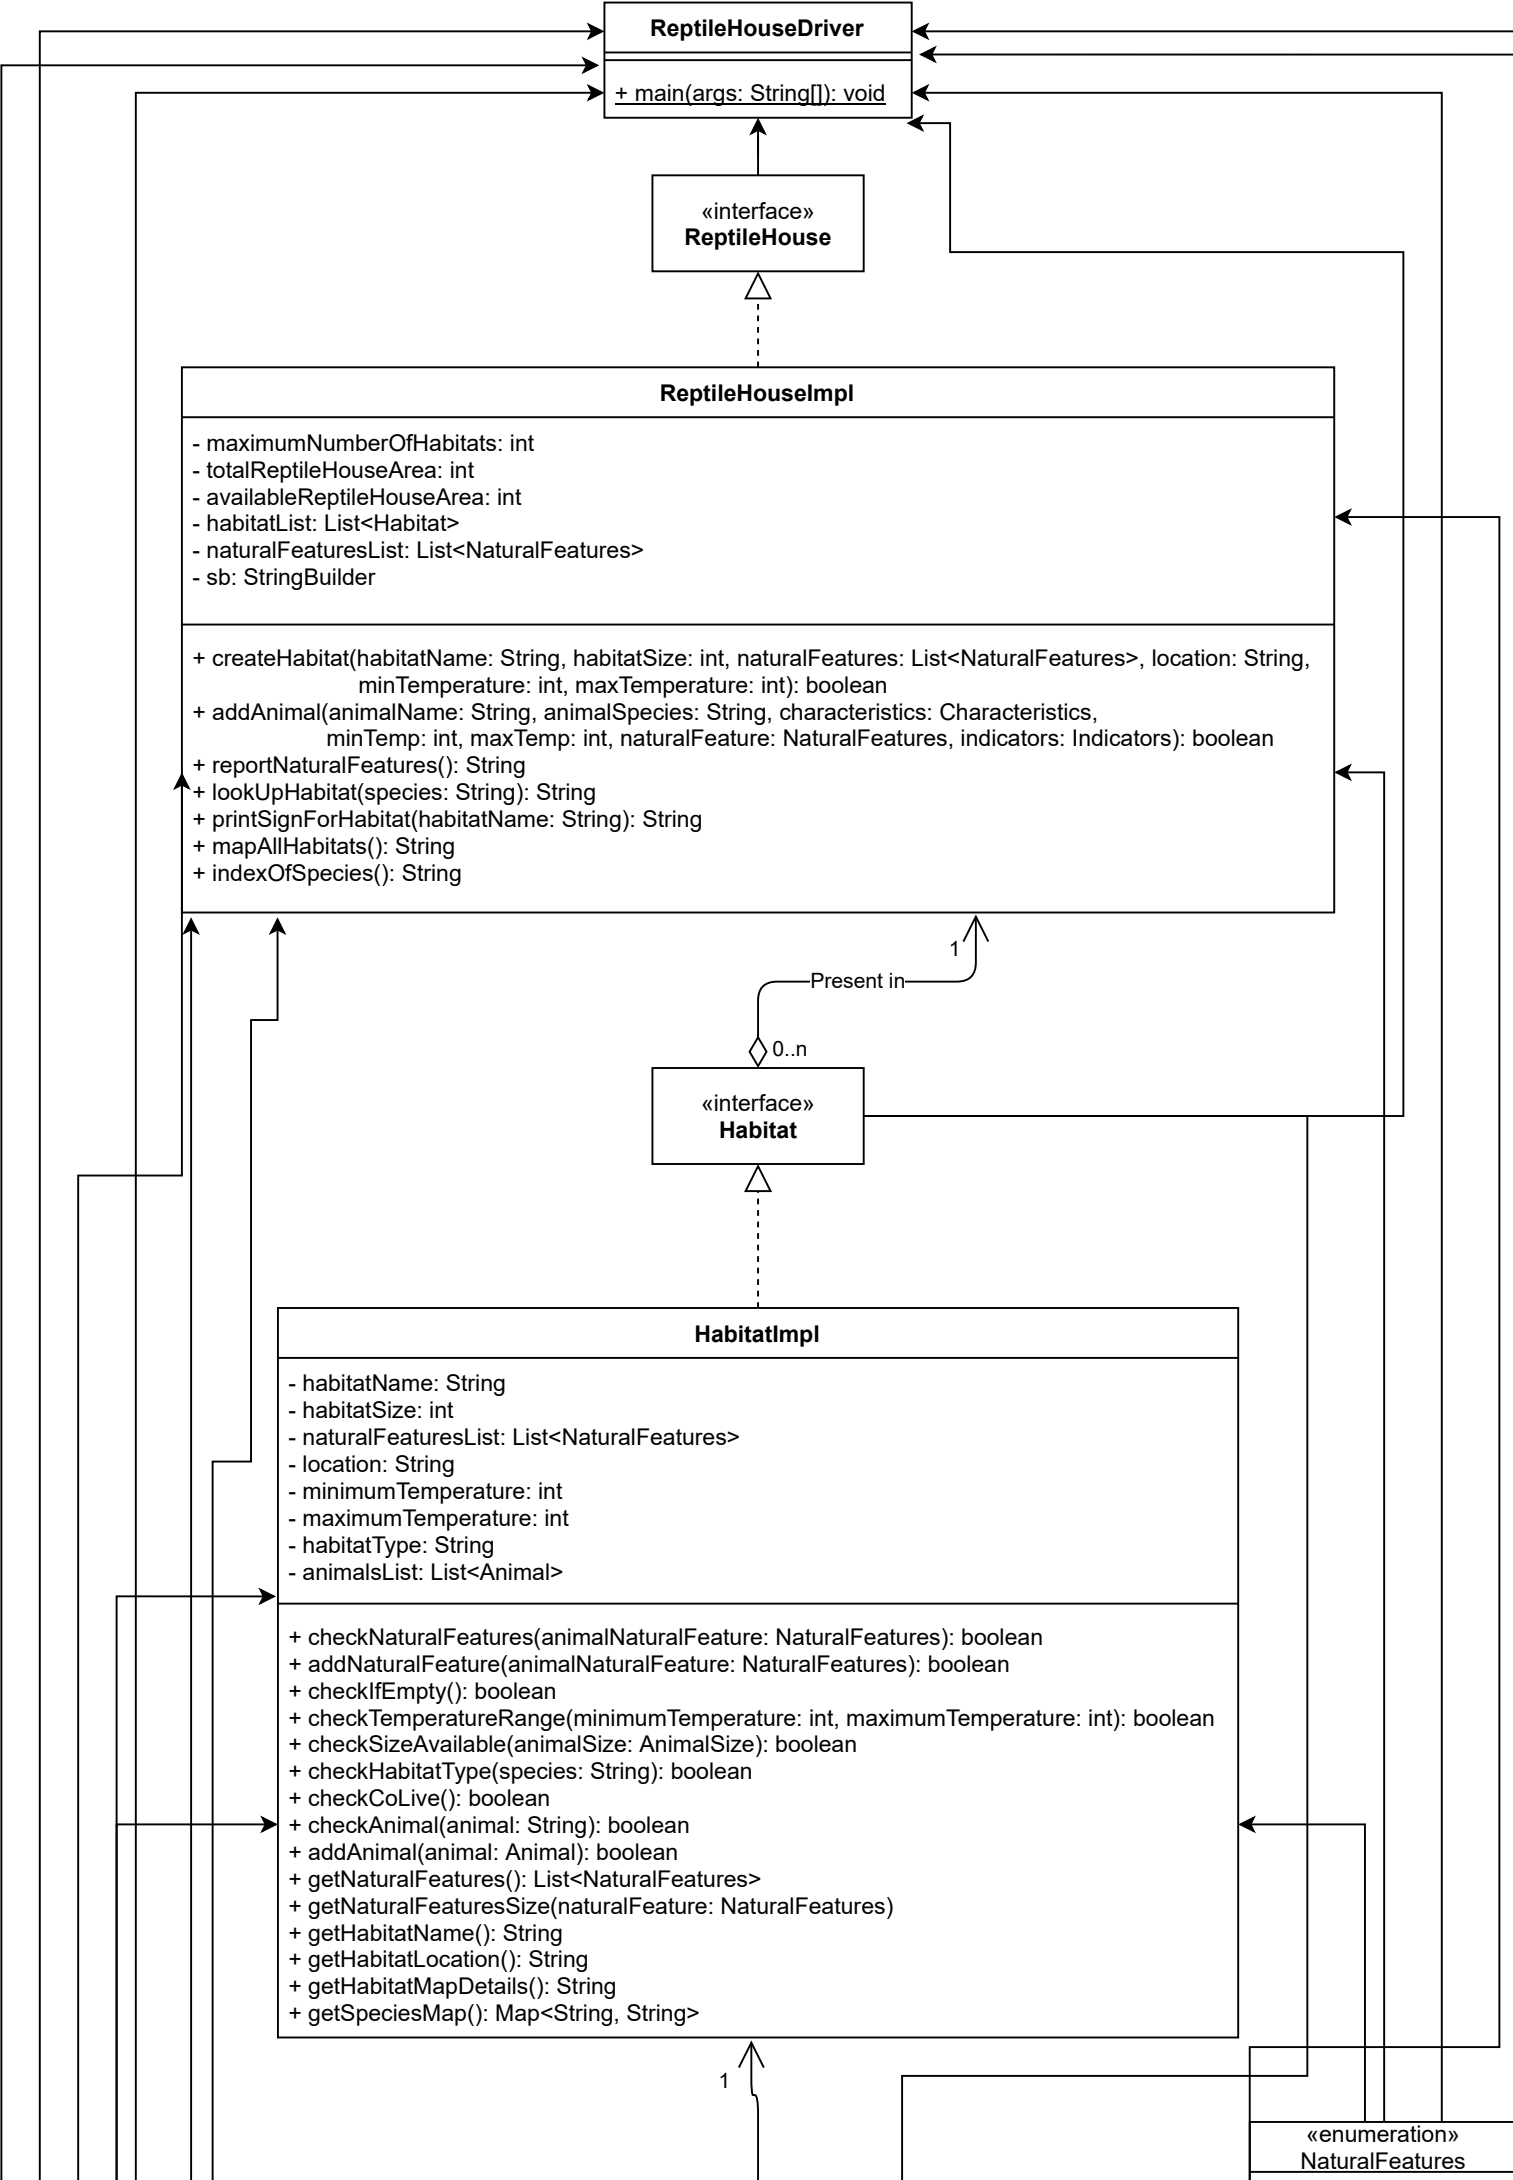 ReptileHouseDriver
+ main(args: String[]): void
«interface»
ReptileHouse
ReptileHouseImpl
- maximumNumberOfHabitats: int
- totalReptileHouseArea: int
- availableReptileHouseArea: int
- habitatList: List<Habitat>
- naturalFeaturesList: List<NaturalFeatures>
- sb: StringBuilder
+ createHabitat(habitatName: String, habitatSize: int, naturalFeatures: List<NaturalFeatures>, location: String,
minTemperature: int, maxTemperature: int): boolean
+ addAnimal(animalName: String, animalSpecies: String, characteristics: Characteristics,
minTemp: int, maxTemp: int, naturalFeature: NaturalFeatures, indicators: Indicators): boolean
+ reportNaturalFeatures(): String
+ lookUpHabitat(species: String): String
+ printSignForHabitat(habitatName: String): String
+ mapAllHabitats(): String
+ indexOfSpecies(): String
1
Present in
0..n
«interface»
Habitat
HabitatImpl
- habitatName: String
- habitatSize: int
- naturalFeaturesList: List<NaturalFeatures>
- location: String
- minimumTemperature: int
- maximumTemperature: int
- habitatType: String
- animalsList: List<Animal>
+ checkNaturalFeatures(animalNaturalFeature: NaturalFeatures): boolean
+ addNaturalFeature(animalNaturalFeature: NaturalFeatures): boolean
+ checkIfEmpty(): boolean
+ checkTemperatureRange(minimumTemperature: int, maximumTemperature: int): boolean
+ checkSizeAvailable(animalSize: AnimalSize): boolean
+ checkHabitatType(species: String): boolean
+ checkCoLive(): boolean
+ checkAnimal(animal: String): boolean
+ addAnimal(animal: Animal): boolean
+ getNaturalFeatures(): List<NaturalFeatures>
+ getNaturalFeaturesSize(naturalFeature: NaturalFeatures)
+ getHabitatName(): String
+ getHabitatLocation(): String
+ getHabitatMapDetails(): String
+ getSpeciesMap(): Map<String, String>
1
«enumeration»
NaturalFeatures